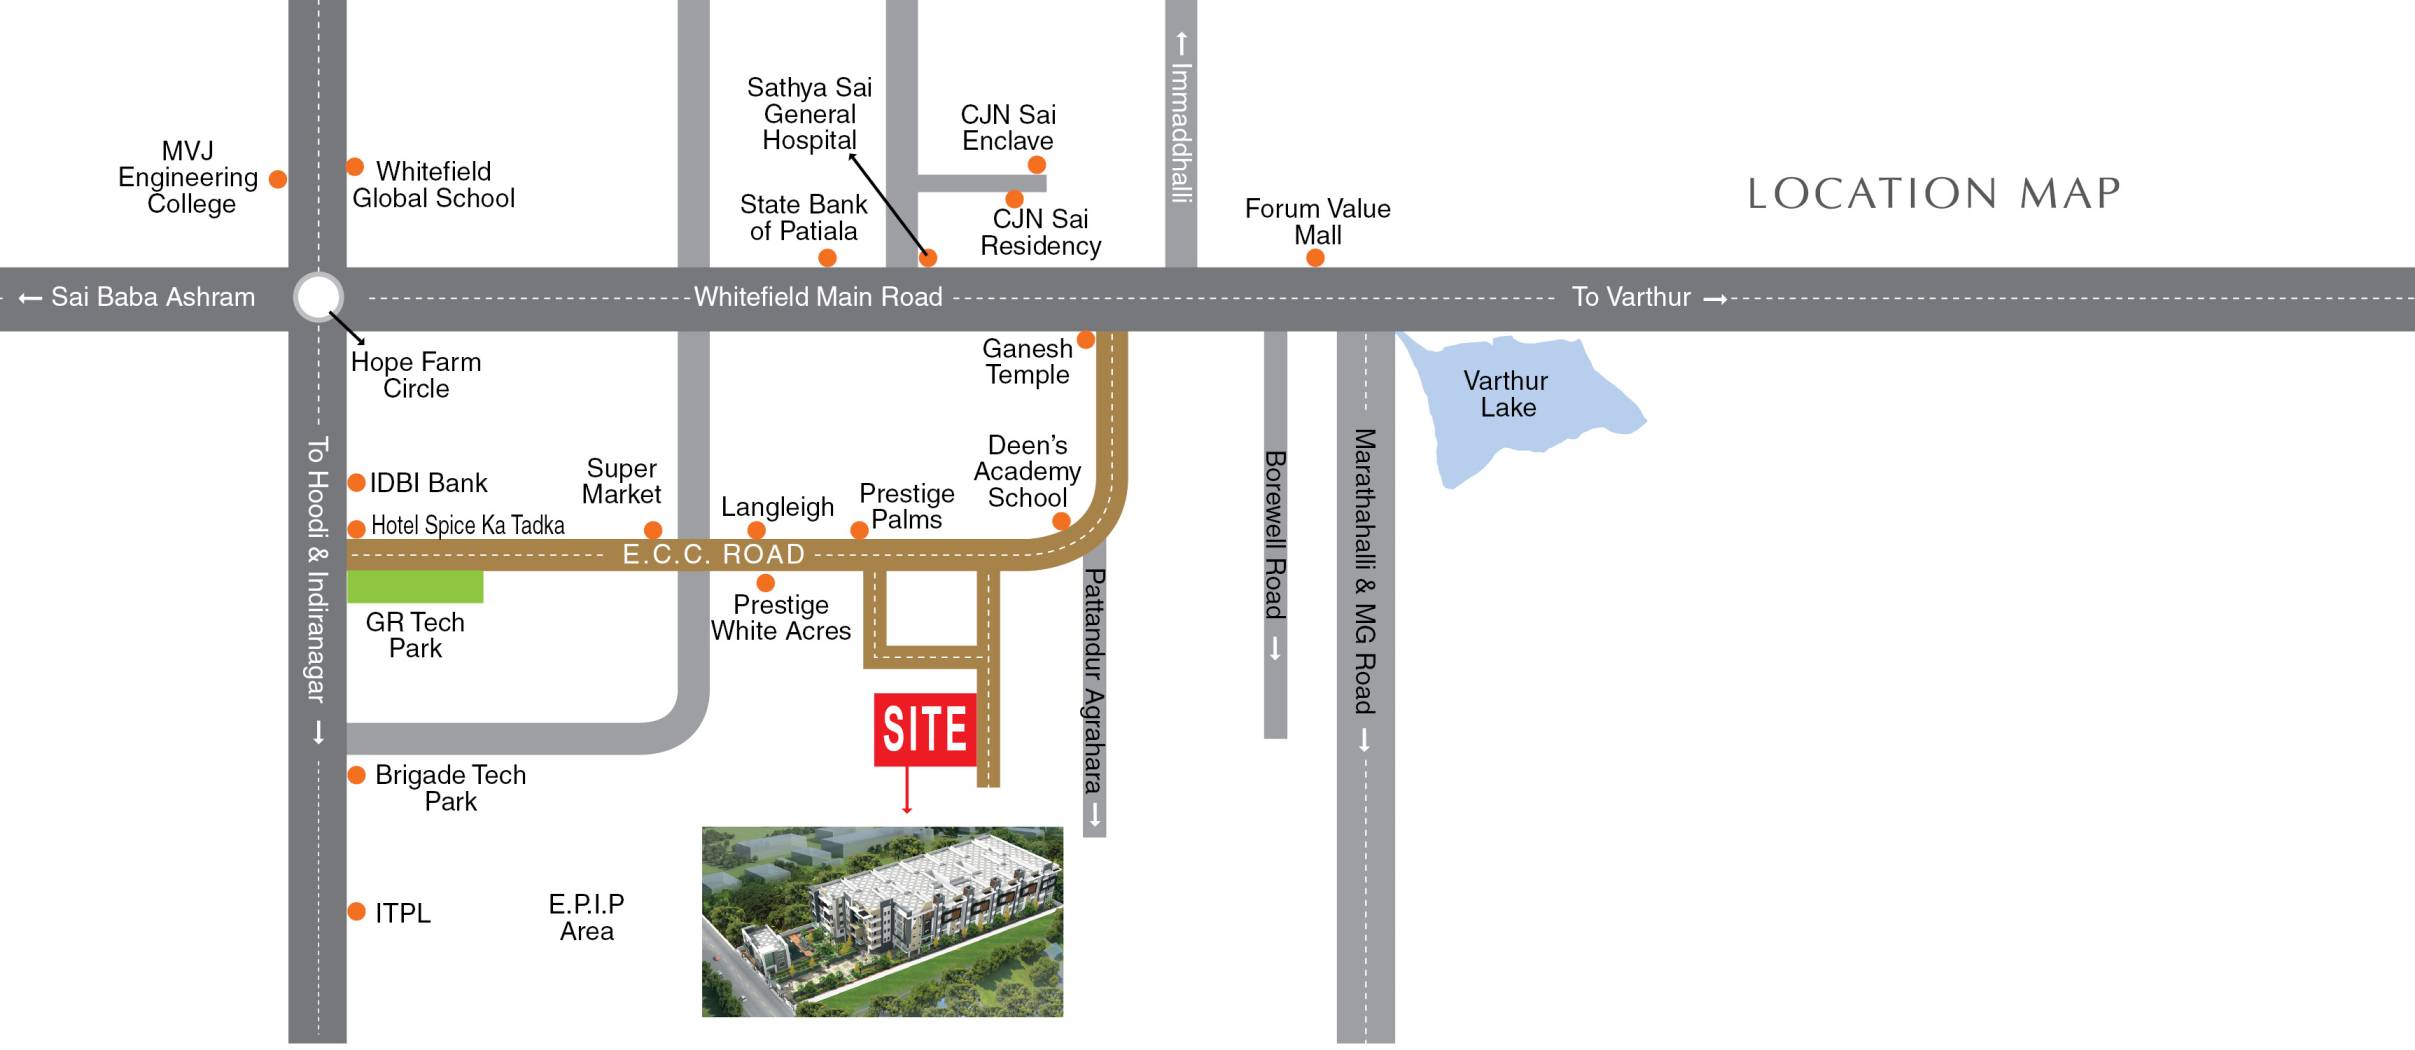 LOCATION MAP
MVJ
Engineering
College
Whitefield
Global School
Sathya Sai
General
Hospital
State Bank
of Patiala
CJN Sai
Enclave
CJN Sai
Residency
← Immaddhalli
Forum Value
Mall
← Sai Baba Ashram
Whitefield Main Road
To Varthur →
Hope Farm
Circle
Ganesh
Temple
Varthur
Lake
To Hoodi & Indiranagar →
IDBI Bank
Hotel Spice Ka Tadka
Super
Market
Langleigh
Prestige
Palms
Deen’s
Academy
School
E.C.C. ROAD
GR Tech
Park
Prestige
White Acres
Pattandur Agrahara →
Borewell Road →
Marathahalli & MG Road →
SITE
Brigade Tech
Park
ITPL
E.P.I.P
Area